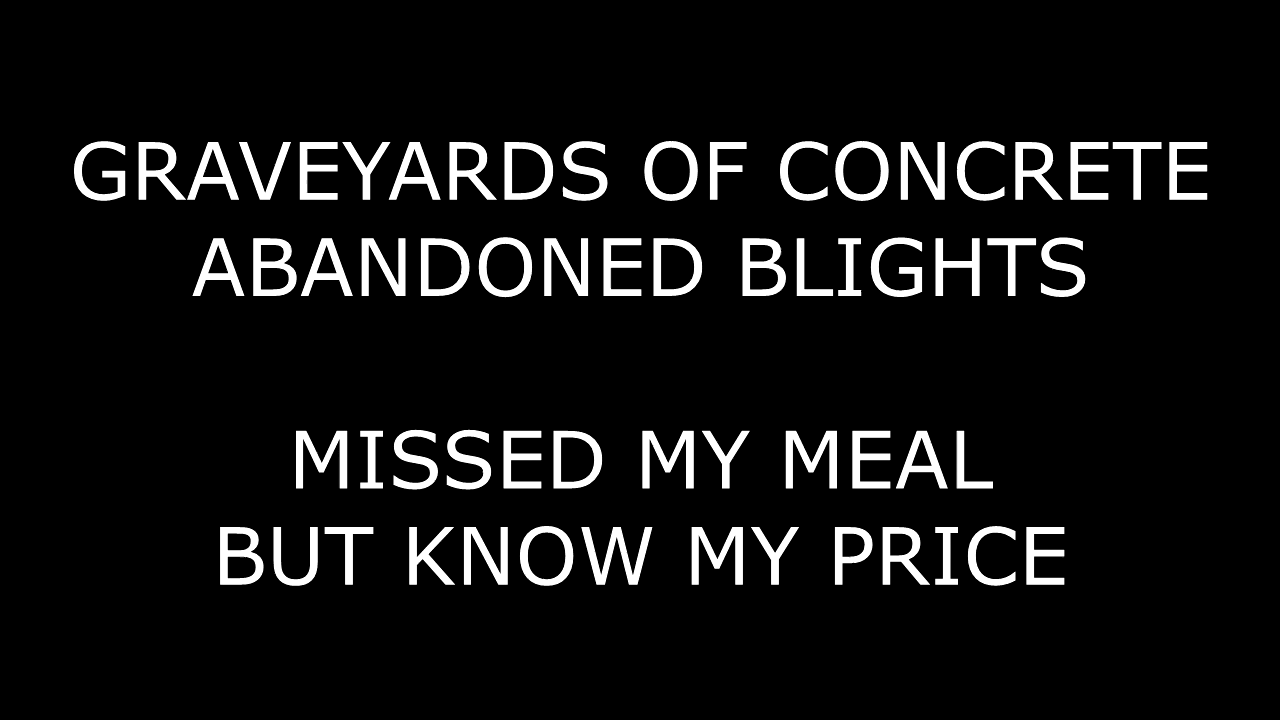 GRAVEYARDS OF CONCRETE
ABANDONED BLIGHTS
MISSED MY MEAL
BUT KNOW MY PRICE